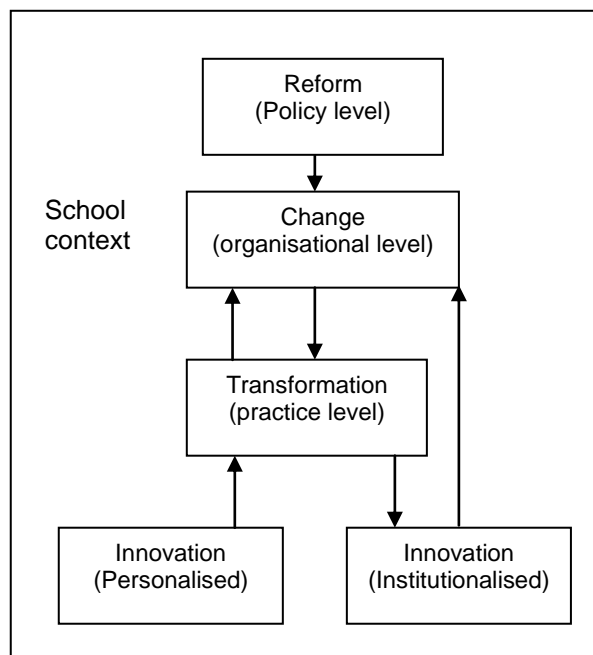 Reform
(Policy level)
School
context
Change
(organisational level)
Transformation
(practice level)
Innovation
(Personalised)
Innovation
(Institutionalised)